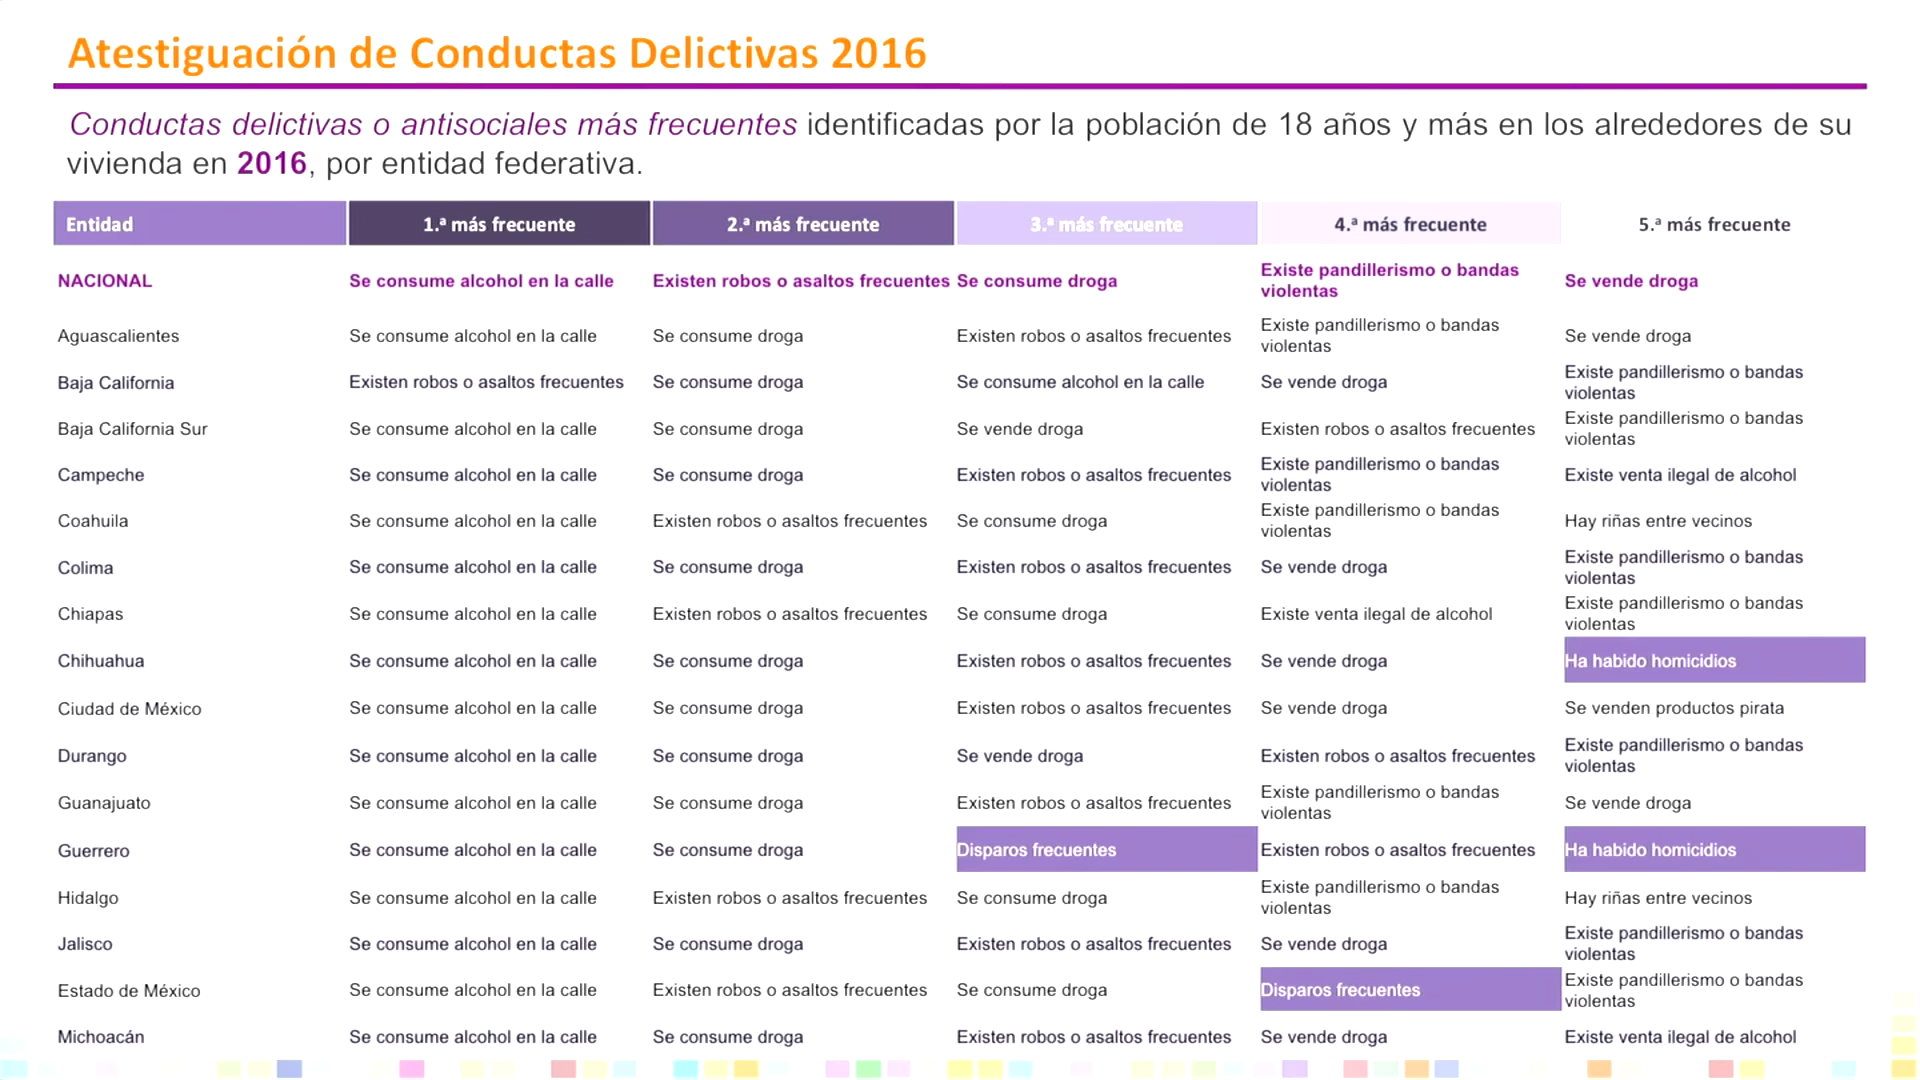 Atestiguación de Conductas Delictivas 2016
Conductas delictivas o antisociales más frecuentes identificadas por la población de 18 años y más en los alrededores de su
vivienda en 2016, por entidad federativa.
Entidad 1.ª más frecuente 2.ª más frecuente 3.ª más frecuente 4.ª más frecuente 5.ª más frecuente
NACIONAL Se consume alcohol en la calle Existen robos o asaltos frecuentes Se consume droga Existe pandillerismo o bandas violentas Se vende droga
Aguascalientes Se consume alcohol en la calle Se consume droga Existen robos o asaltos frecuentes Existe pandillerismo o bandas violentas Se vende droga
Baja California Existen robos o asaltos frecuentes Se consume droga Se consume alcohol en la calle Se vende droga Existe pandillerismo o bandas violentas
Baja California Sur Se consume alcohol en la calle Se consume droga Se vende droga Existen robos o asaltos frecuentes Existe pandillerismo o bandas violentas
Campeche Se consume alcohol en la calle Se consume droga Existen robos o asaltos frecuentes Existe pandillerismo o bandas violentas Existe venta ilegal de alcohol
Coahuila Se consume alcohol en la calle Existen robos o asaltos frecuentes Se consume droga Existe pandillerismo o bandas violentas Hay riñas entre vecinos
Colima Se consume alcohol en la calle Se consume droga Existen robos o asaltos frecuentes Se vende droga Existe pandillerismo o bandas violentas
Chiapas Se consume alcohol en la calle Existen robos o asaltos frecuentes Se consume droga Existe venta ilegal de alcohol Existe pandillerismo o bandas violentas
Chihuahua Se consume alcohol en la calle Se consume droga Existen robos o asaltos frecuentes Se vende droga Ha habido homicidios
Ciudad de México Se consume alcohol en la calle Se consume droga Existen robos o asaltos frecuentes Se vende droga Se venden productos pirata
Durango Se consume alcohol en la calle Se consume droga Se vende droga Existen robos o asaltos frecuentes Existe pandillerismo o bandas violentas
Guanajuato Se consume alcohol en la calle Se consume droga Existen robos o asaltos frecuentes Existe pandillerismo o bandas violentas Se vende droga
Guerrero Se consume alcohol en la calle Se consume droga Disparos frecuentes Existen robos o asaltos frecuentes Ha habido homicidios
Hidalgo Se consume alcohol en la calle Existen robos o asaltos frecuentes Se consume droga Existe pandillerismo o bandas violentas Hay riñas entre vecinos
Jalisco Se consume alcohol en la calle Se consume droga Existen robos o asaltos frecuentes Se vende droga Existe pandillerismo o bandas violentas
Estado de México Se consume alcohol en la calle Existen robos o asaltos frecuentes Se consume droga Disparos frecuentes Existe pandillerismo o bandas violentas
Michoacán Se consume alcohol en la calle Se consume droga Existen robos o asaltos frecuentes Se vende droga Existe venta ilegal de alcohol